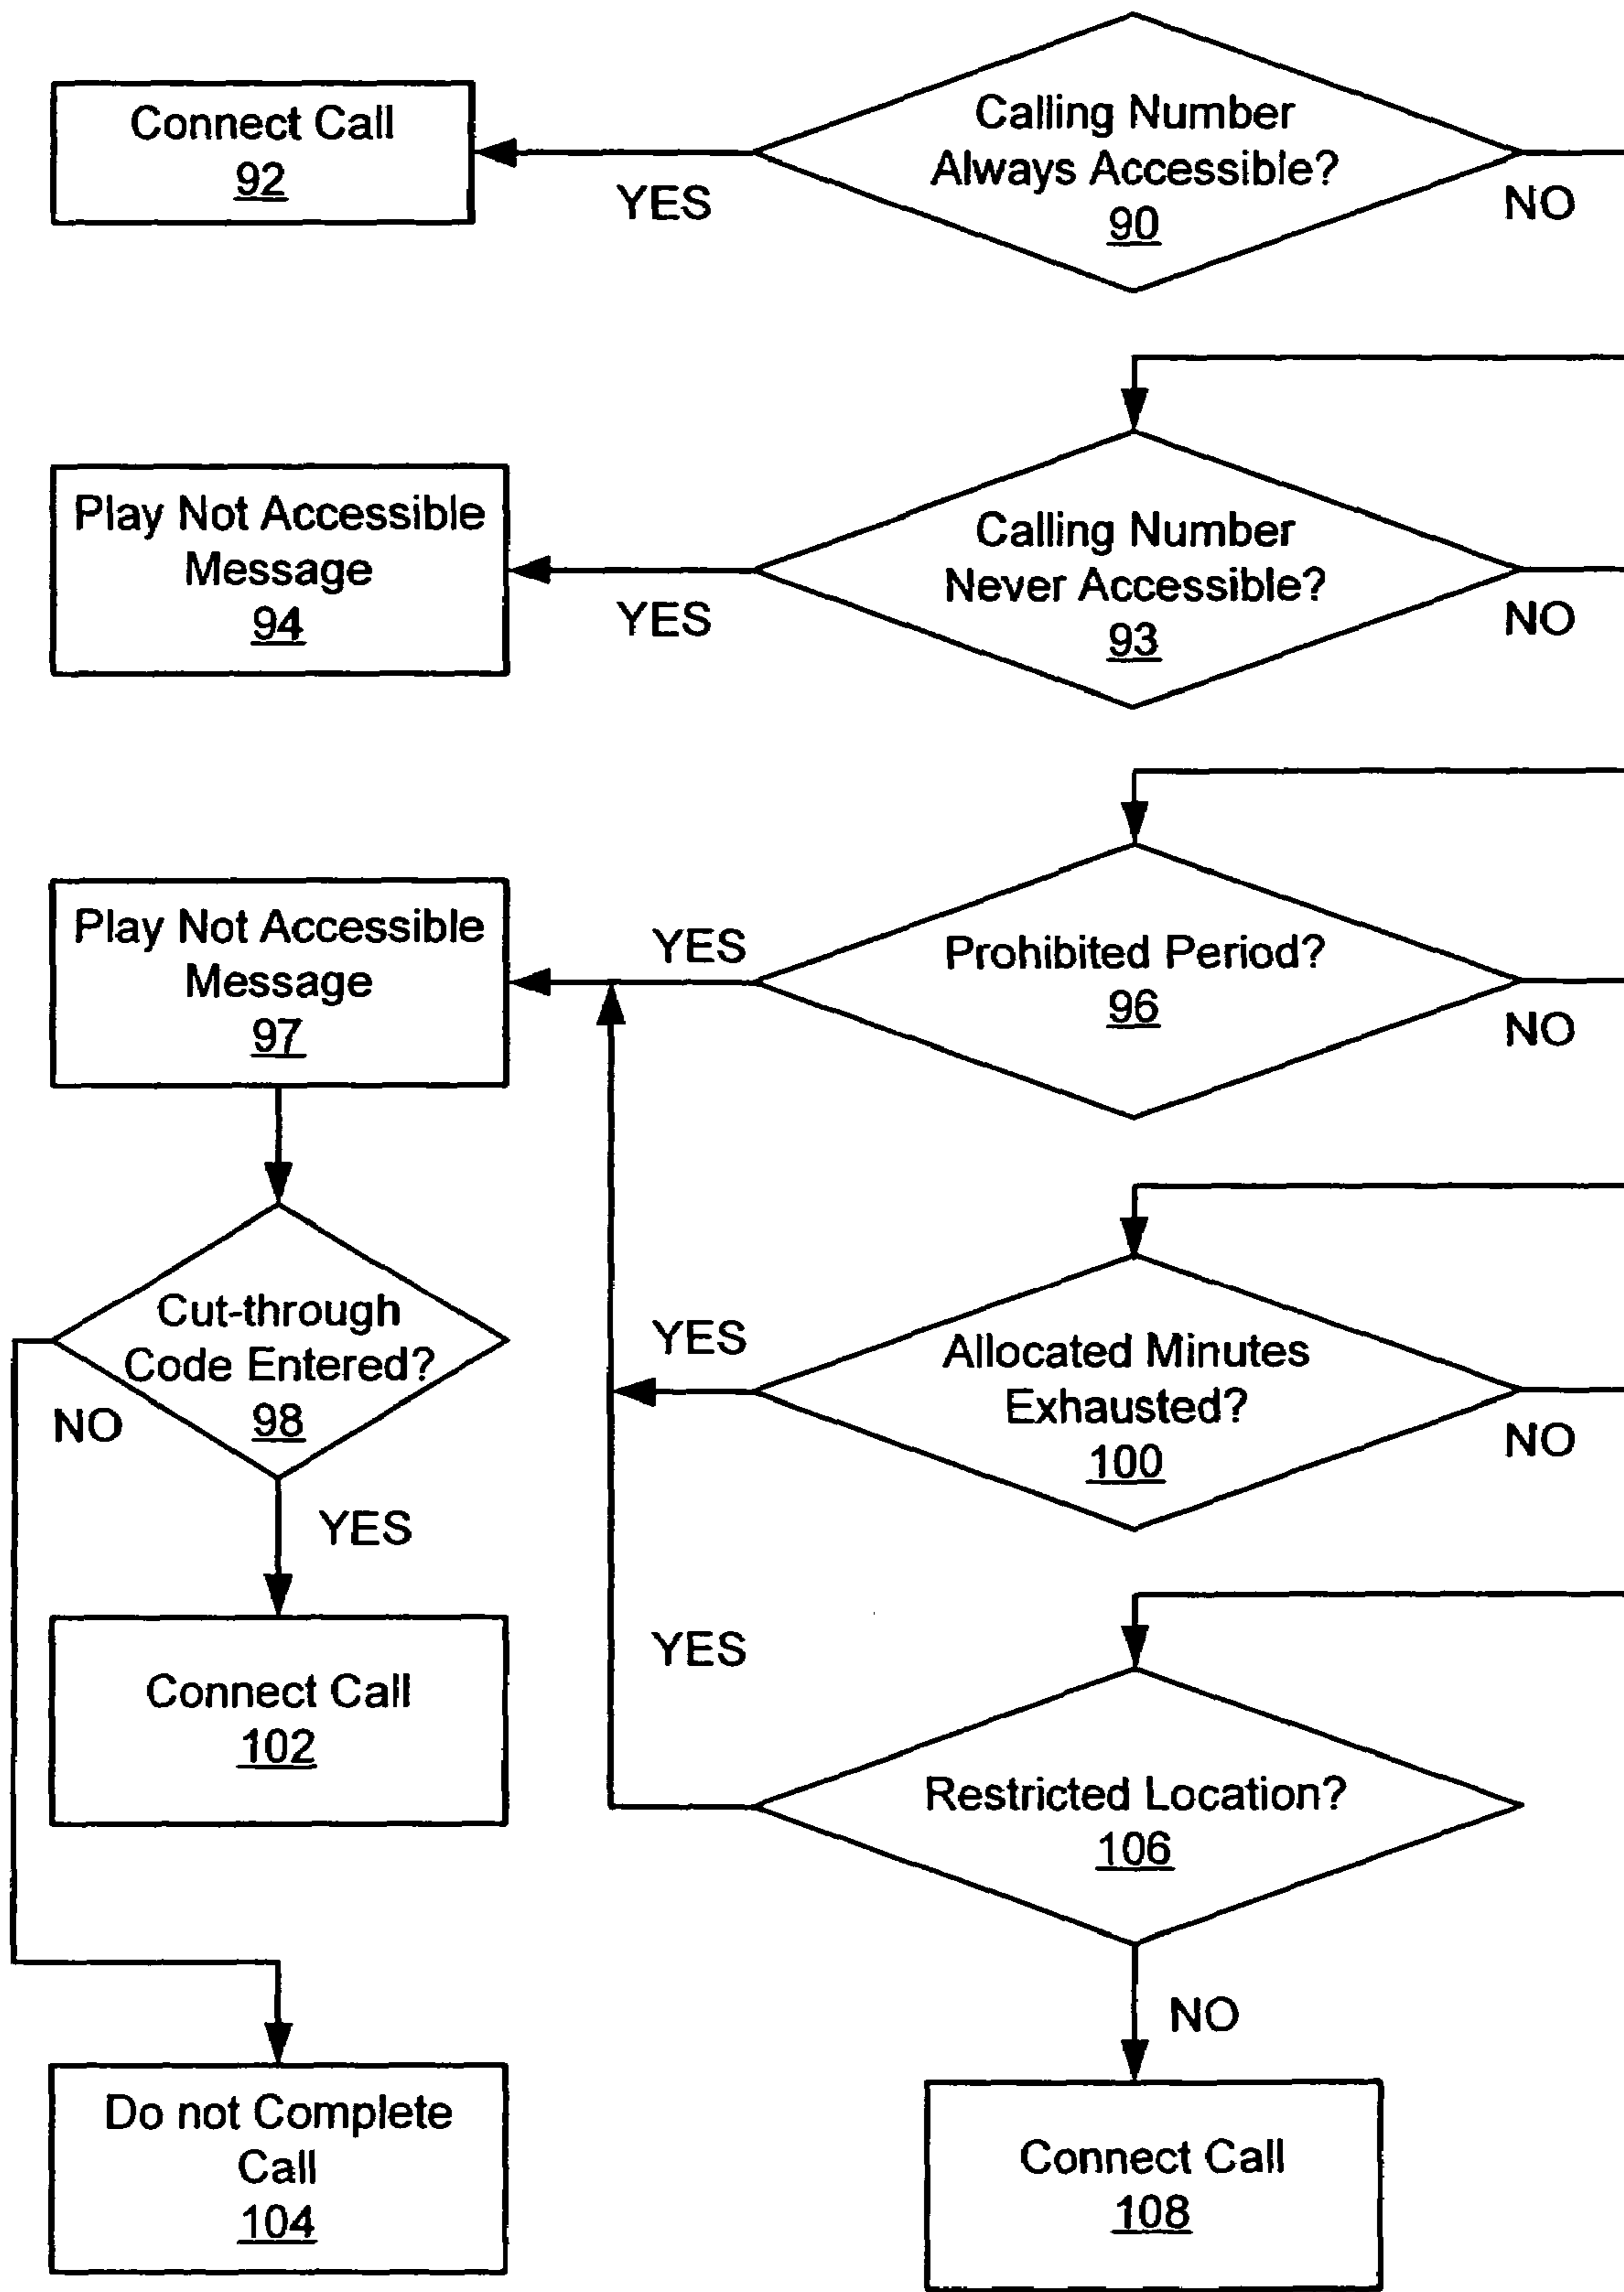 Connect Call
92
YES
Calling Number
Always Accessible?
90
NO
Play Not Accessible
Message
94
YES
Calling Number
Never Accessible?
93
NO
Play Not Accessible
Message
97
YES
Prohibited Period?
96
NO
Cut-through
Code Entered?
98
NO
YES
YES
Allocated Minutes
Exhausted?
100
NO
Connect Call
102
YES
Restricted Location?
106
NO
Do not Complete
Call
104
Connect Call
108